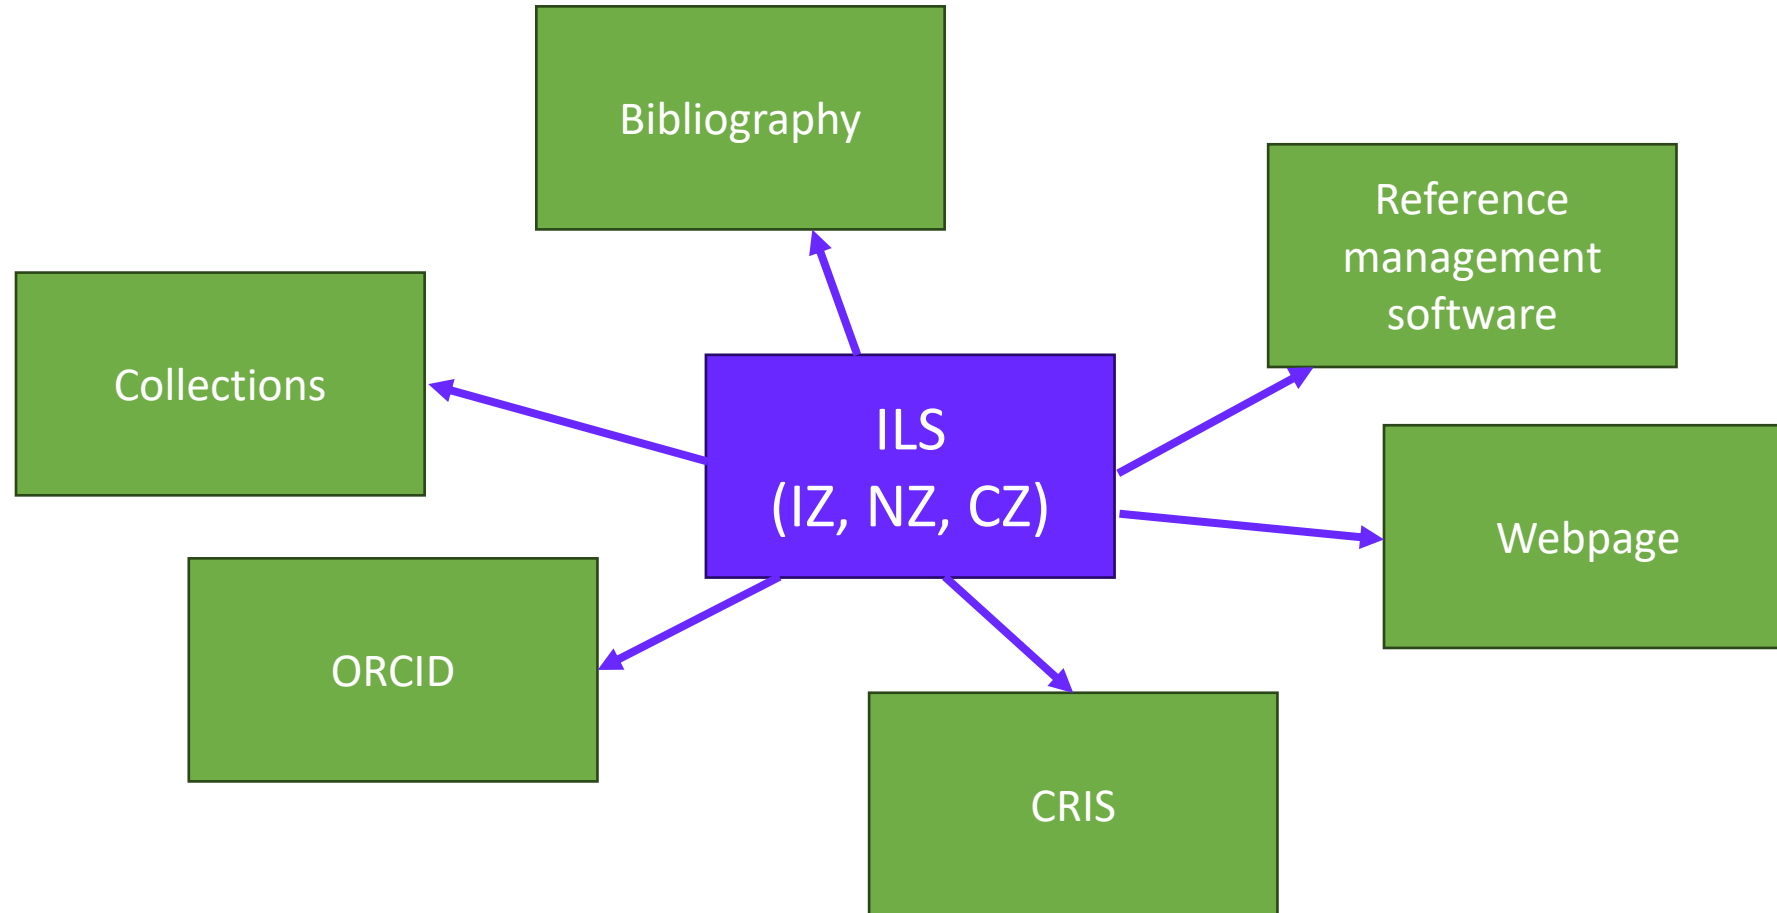 Bibliography
Reference
management
software
Collections
ILS
(IZ, NZ, CZ)
Webpage
ORCID
CRIS